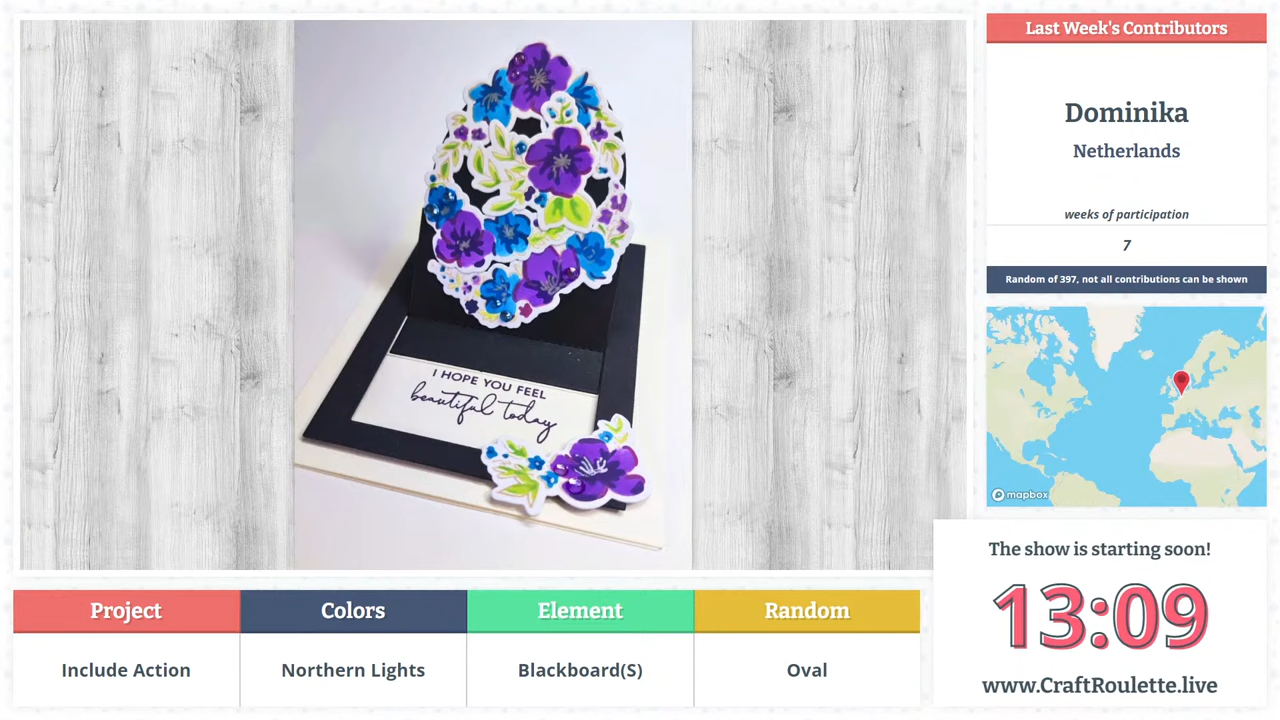 I HOPE YOU FEEL
beautiful today
Last Week's Contributors
Dominika
Netherlands
weeks of participation
7
Random of 397, not all contributions can be shown
mapbox
The show is starting soon!
13:09
www.CraftRoulette.live
Project
Include Action
Colors
Northern Lights
Element
Blackboard(S)
Random
Oval